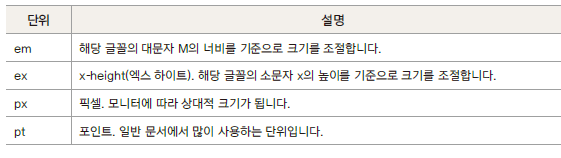 단위 설명
em 해당 글꼴의 대문자 M의 너비를 기준으로 크기를 조절합니다.
ex x-height(엑스 하이트). 해당 글꼴의 소문자 x의 높이를 기준으로 크기를 조절합니다.
px 픽셀. 모니터에 따라 상대적 크기가 됩니다.
pt 포인트. 일반 문서에서 많이 사용하는 단위입니다.